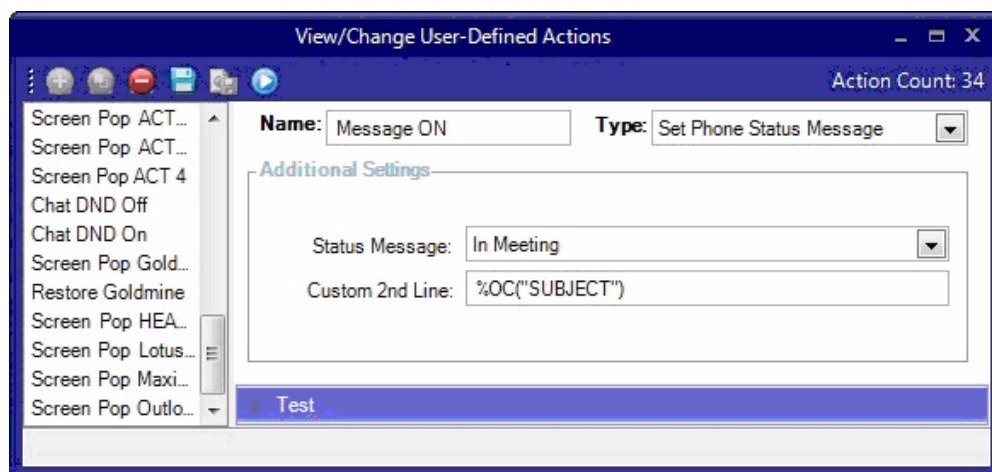 View/Change User-Defined Actions
Action Count: 34
Screen Pop ACT...
Screen Pop ACT...
Screen Pop ACT 4
Chat DND Off
Chat DND On
Screen Pop Gold...
Restore Goldmine
Screen Pop HEA...
Screen Pop Lotus...
Screen Pop Maxi...
Screen Pop Outlo...
Name: Message ON Type: Set Phone Status Message
Additional Settings
Status Message: In Meeting
Custom 2nd Line: %OC("SUBJECT")
Test